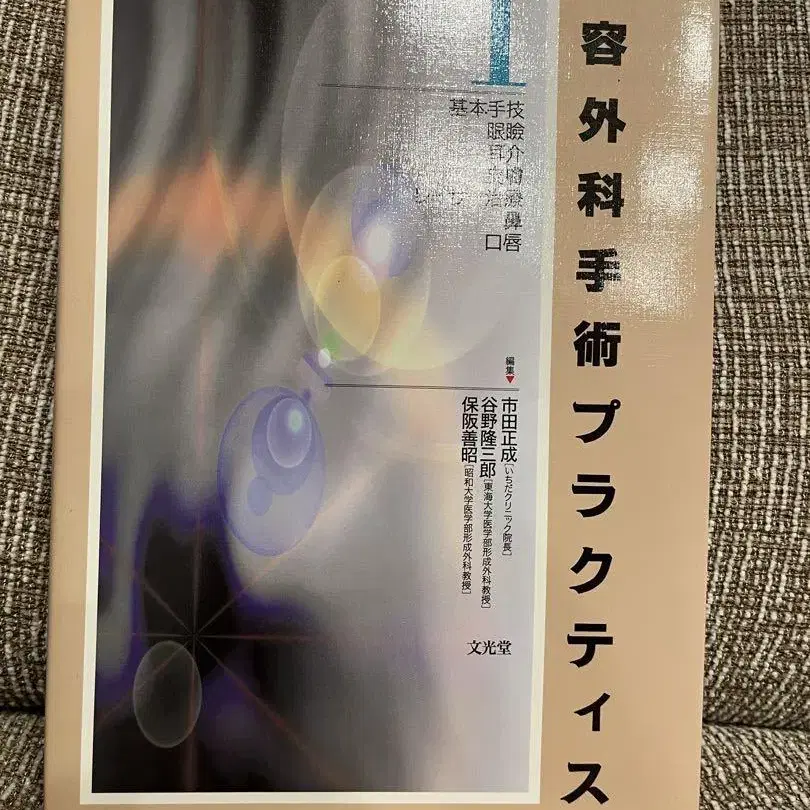 容外科手術プラクティス
1
基本手技
眼瞼
耳介
治療
鼻
口唇
編集▼
市田正成[いちだクリニック院長]
谷野隆三郎[東海大学医学部形成外科教授]
保阪善昭[昭和大学医学部形成外科教授]
文光堂